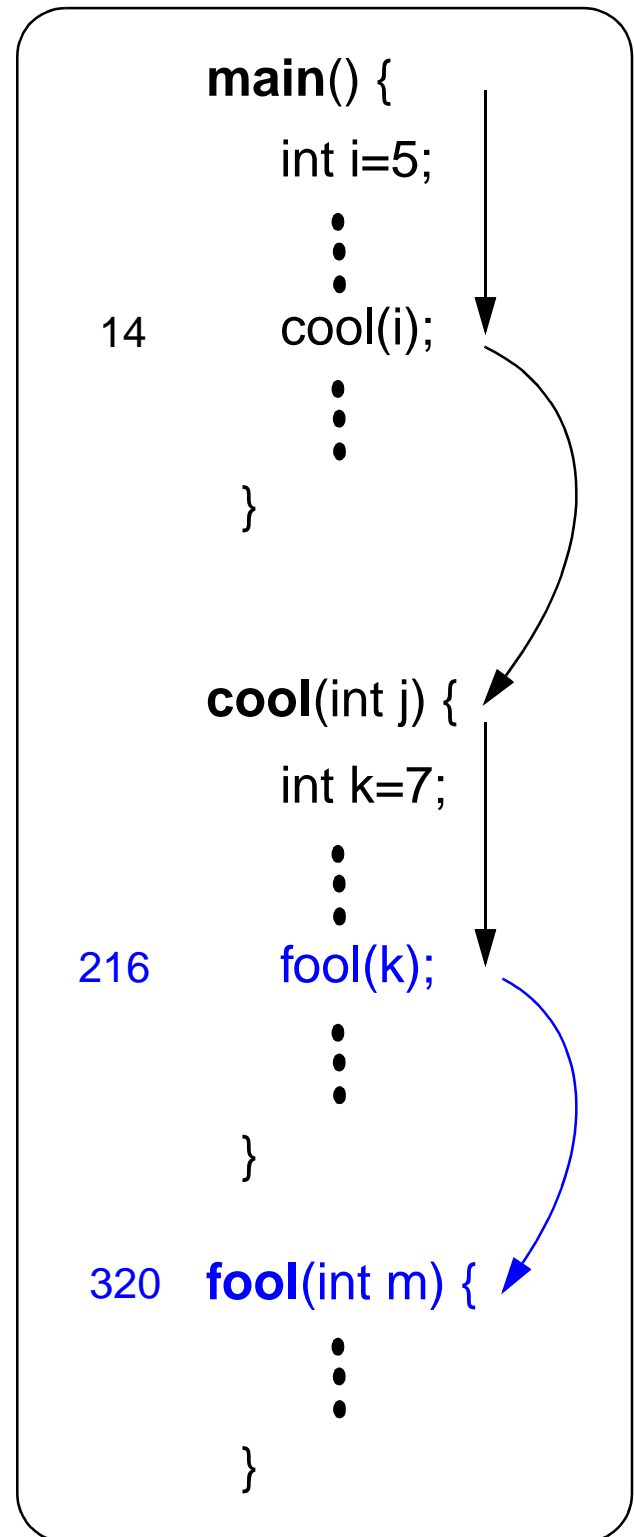 main() {
int i=5;
14 cool(i);
}
cool(int j) {
int k=7;
216 fool(k);
}
320 fool(int m) {
}